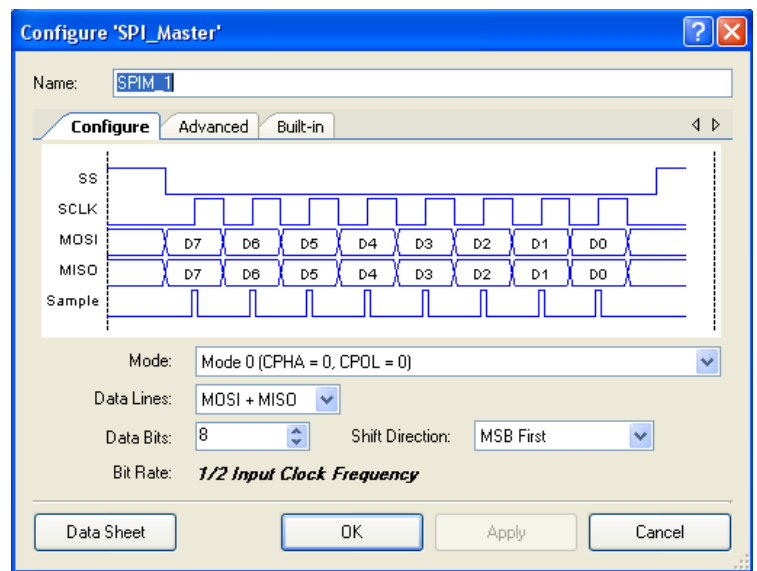 Configure 'SPI_Master'
Name: SPIM_1
Configure Advanced Built-in
SS
SCLK
MOSI D7 D6 D5 D4 D3 D2 D1 D0
MISO D7 D6 D5 D4 D3 D2 D1 D0
Sample
Mode: Mode 0 (CPHA = 0, CPOL = 0)
Data Lines: MOSI + MISO
Data Bits: 8 Shift Direction: MSB First
Bit Rate: 1/2 Input Clock Frequency
Data Sheet OK Apply Cancel